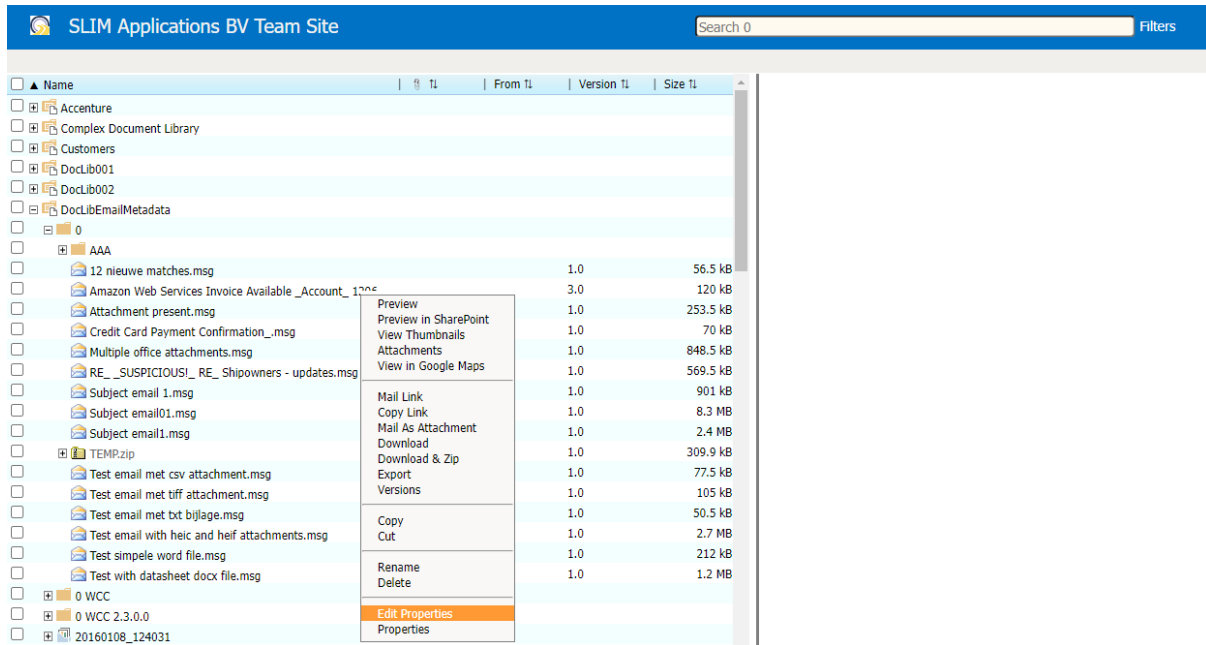 SLIM Applications BV Team Site
Search 0
Filters
Name | | From | Version | Size
Accenture
Complex Document Library
Customers
DocLib001
DocLib002
DocLibEmailMetadata
0
AAA
12 nieuwe matches.msg 1.0 56.5 kB
Amazon Web Services Invoice Available _Account_ 1206 3.0 120 kB
Attachment present.msg 1.0 253.5 kB
Credit Card Payment Confirmation_.msg 1.0 70 kB
Multiple office attachments.msg 1.0 848.5 kB
RE_ _SUSPICIOUS!_ RE_ Shipowners - updates.msg 1.0 569.5 kB
Subject email 1.msg 1.0 901 kB
Subject email01.msg 1.0 8.3 MB
Subject email1.msg 1.0 2.4 MB
TEMP.zip 1.0 309.9 kB
Test email met csv attachment.msg 1.0 77.5 kB
Test email met tiff attachment.msg 1.0 105 kB
Test email met txt bijlage.msg 1.0 50.5 kB
Test email with heic and heif attachments.msg 1.0 2.7 MB
Test simpele word file.msg 1.0 212 kB
Test with datasheet docx file.msg 1.0 1.2 MB
0 WCC
0 WCC 2.3.0.0
20160108_124031
Preview
Preview in SharePoint
View Thumbnails
Attachments
View in Google Maps
Mail Link
Copy Link
Mail As Attachment
Download
Download & Zip
Export
Versions
Copy
Cut
Rename
Delete
Edit Properties
Properties